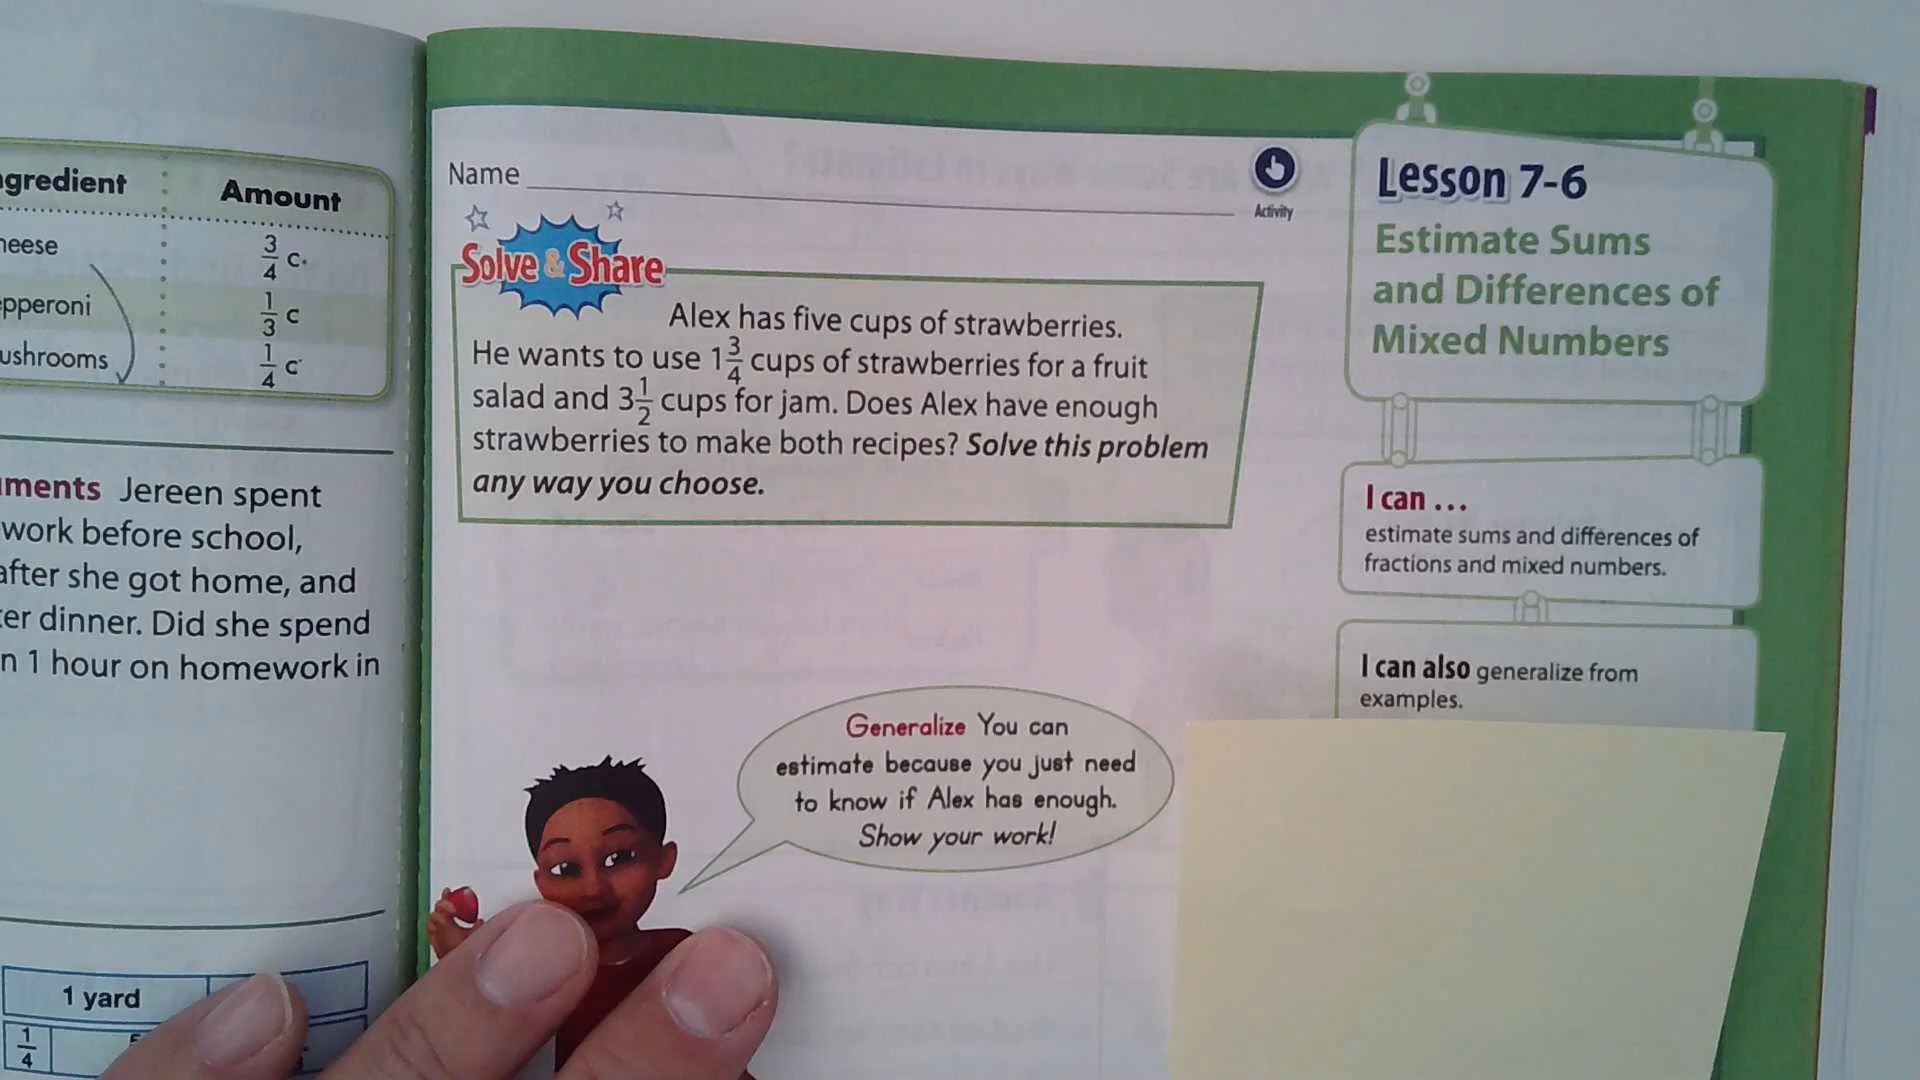 Ingredient Amount
Cheese 3/4 c.
Pepperoni 1/3 c
Mushrooms 1/4 c
Jereen spent
work before school,
after she got home, and
dinner. Did she spend
1 hour on homework in
1 yard
1/4
Name
Activity
Solve & Share
Alex has five cups of strawberries.
He wants to use 1 3/4 cups of strawberries for a fruit
salad and 3 1/2 cups for jam. Does Alex have enough
strawberries to make both recipes? Solve this problem
any way you choose.
Generalize You can
estimate because you just need
to know if Alex has enough.
Show your work!
Lesson 7-6
Estimate Sums
and Differences of
Mixed Numbers
I can ...
estimate sums and differences of
fractions and mixed numbers.
I can also generalize from
examples.